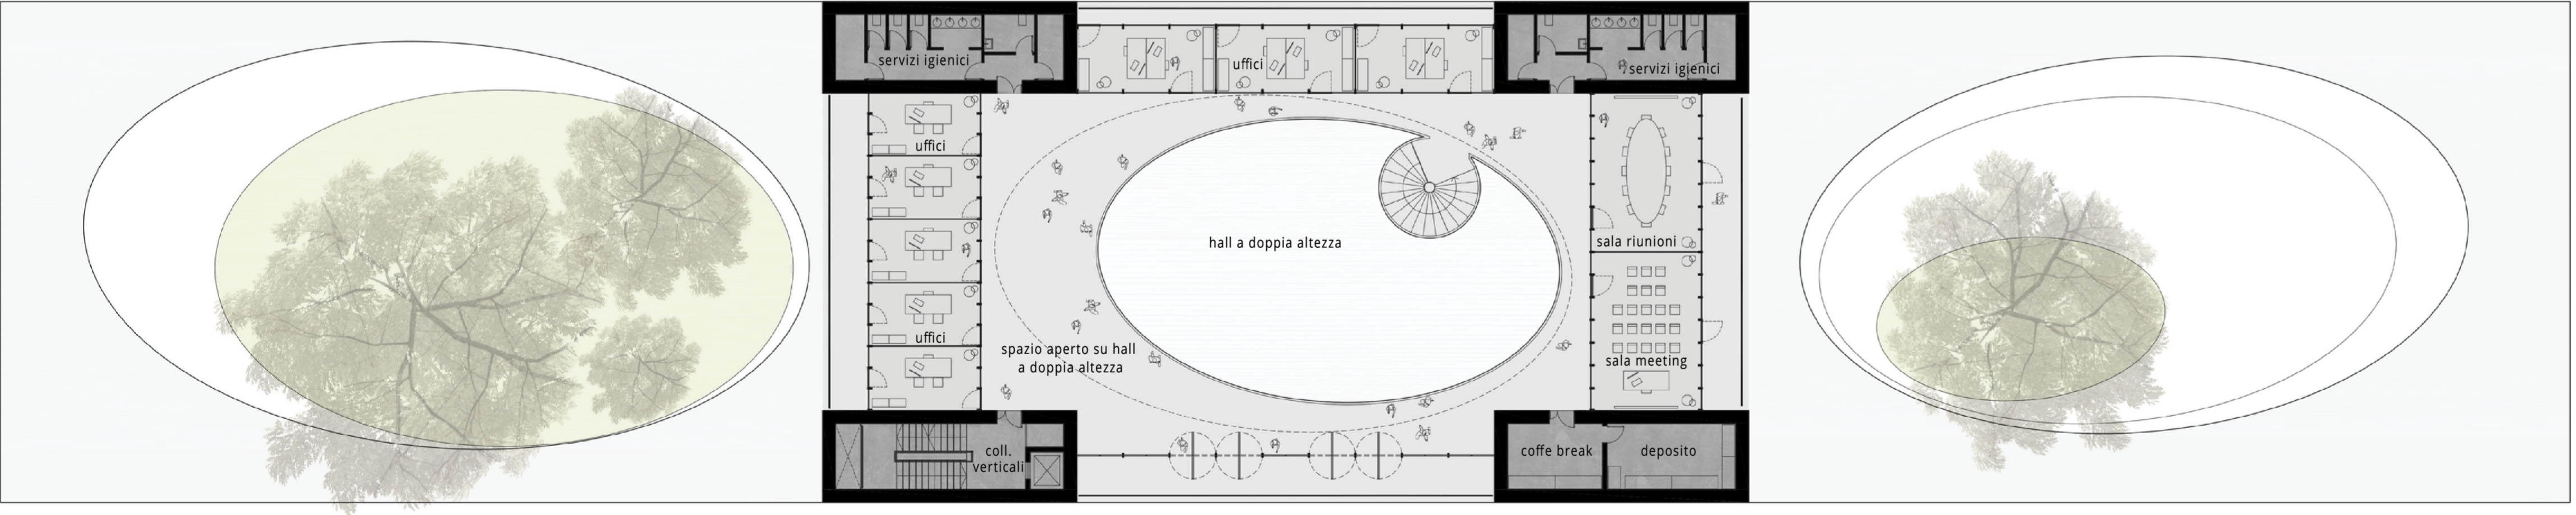 servizi igienici
uffici
servizi igienici
uffici
hall a doppia altezza
sala riunioni
uffici
spazio aperto su hall
a doppia altezza
sala meeting
coll.
verticali
coffe break
deposito